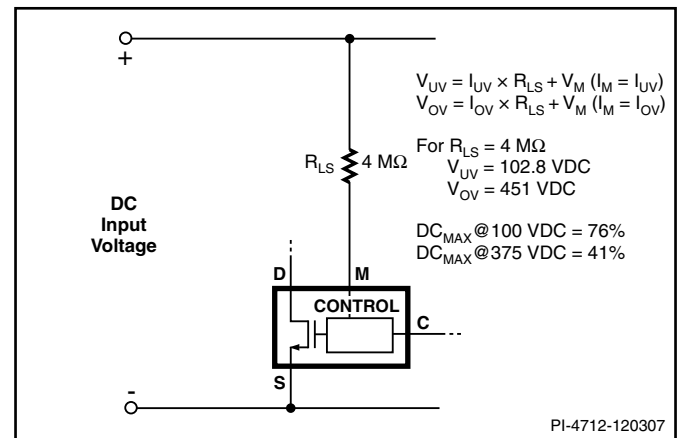 +
V_UV = I_UV × R_LS + V_M (I_M = I_UV)
V_OV = I_OV × R_LS + V_M (I_M = I_OV)
For R_LS = 4 MΩ
V_UV = 102.8 VDC
V_OV = 451 VDC
DC_MAX@100 VDC = 76%
DC_MAX@375 VDC = 41%
R_LS 4 MΩ
DC
Input
Voltage
D M
CONTROL
C
S
-
PI-4712-120307